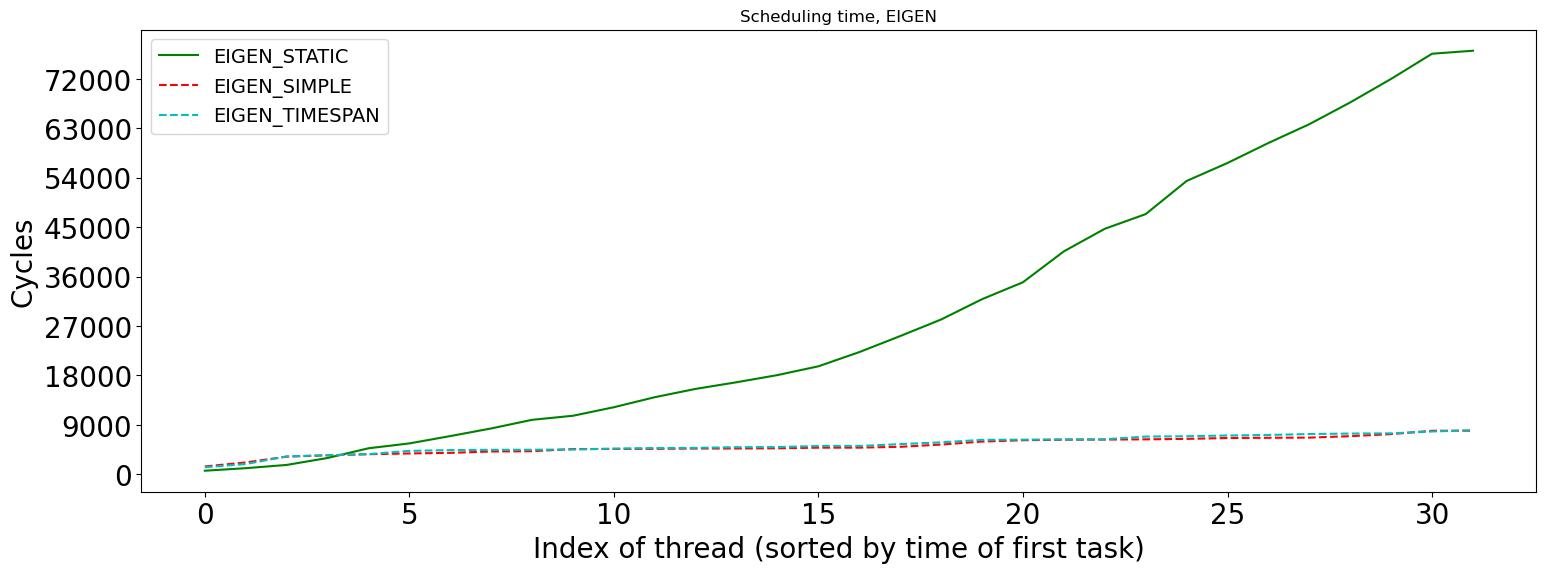 Scheduling time, EIGEN
EIGEN_STATIC
EIGEN_SIMPLE
EIGEN_TIMESPAN
72000
63000
54000
45000
36000
27000
18000
9000
0
Cycles
0 5 10 15 20 25 30
Index of thread (sorted by time of first task)